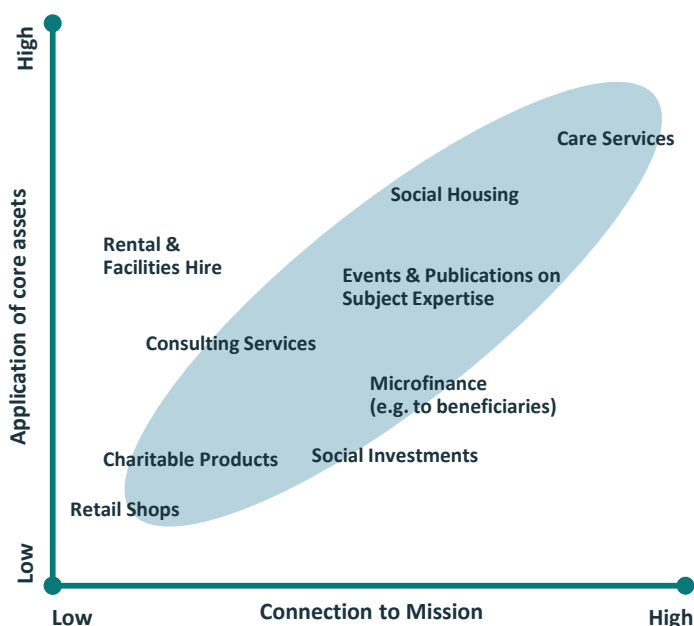 High
Application of core assets
Low
Care Services
Social Housing
Rental &
Facilities Hire
Events & Publications on
Subject Expertise
Consulting Services
Microfinance
(e.g. to beneficiaries)
Charitable Products
Social Investments
Retail Shops
Low
Connection to Mission
High